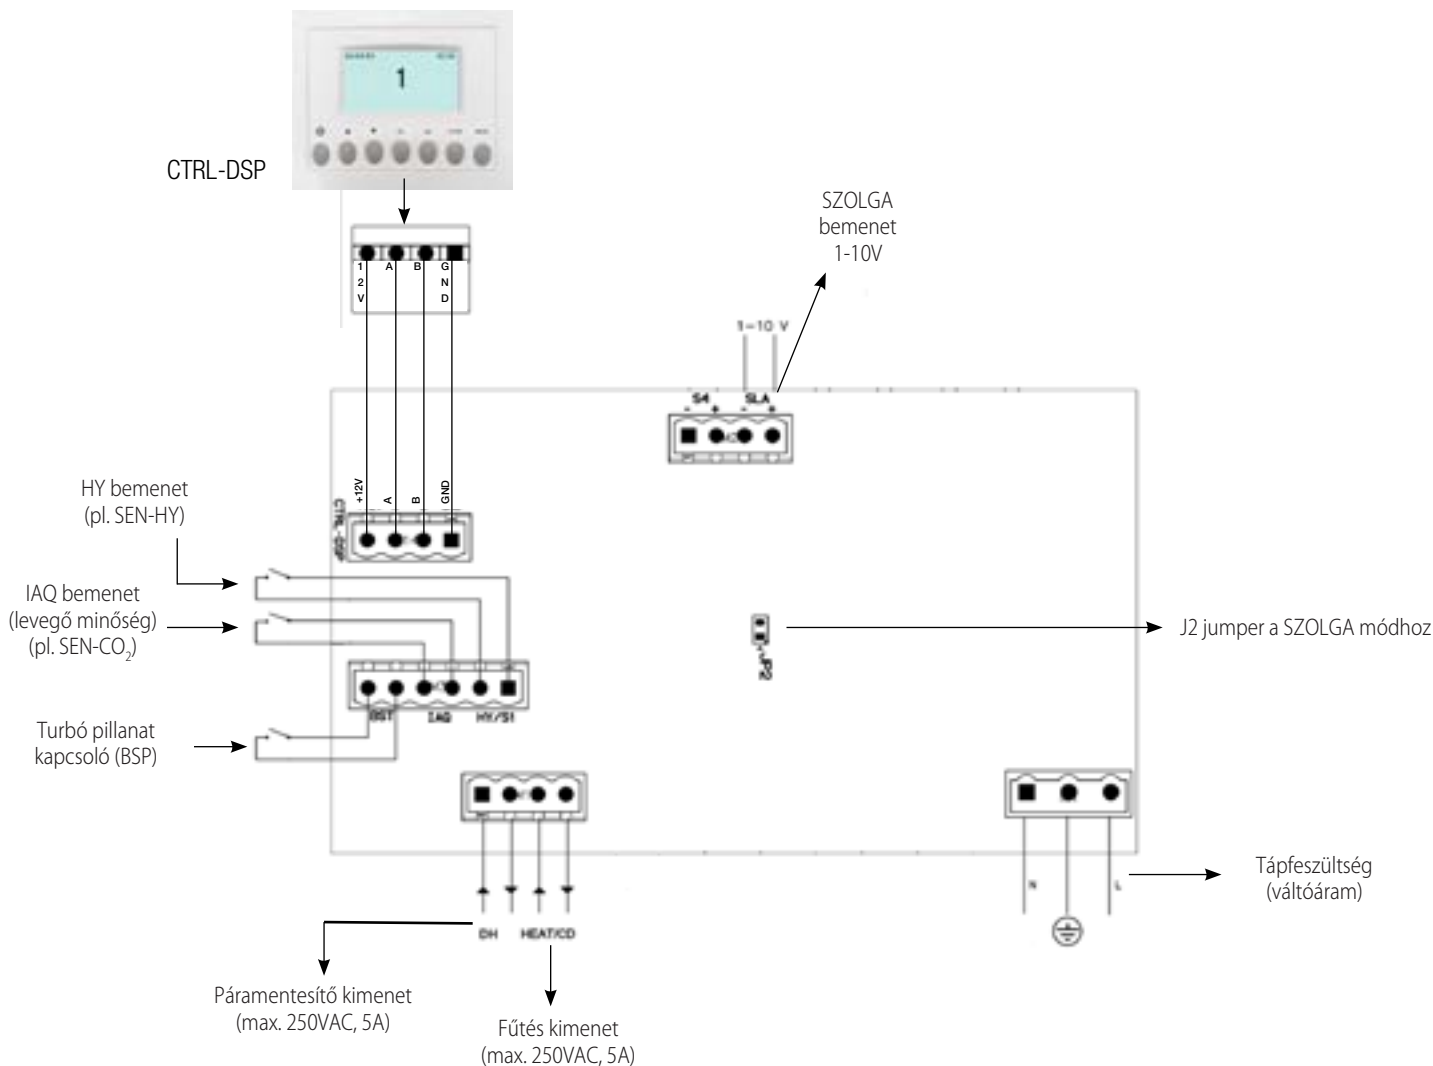 1
CTRL-DSP
SZOLGA
bemenet
1-10V
1 A B G
2 N
V D
1-10 V
S4 SLA
- + - +
HY bemenet
(pl. SEN-HY)
+12V A B GND
CTRL-DSP
IAQ bemenet
(levegő minőség)
(pl. SEN-CO₂)
J2 jumper a SZOLGA módhoz
JP2
BST IAQ HY/S1
Turbó pillanat
kapcsoló (BSP)
N L
Tápfeszültség
(váltóáram)
DH HEAT/CD
Páramentesítő kimenet
(max. 250VAC, 5A)
Fűtés kimenet
(max. 250VAC, 5A)